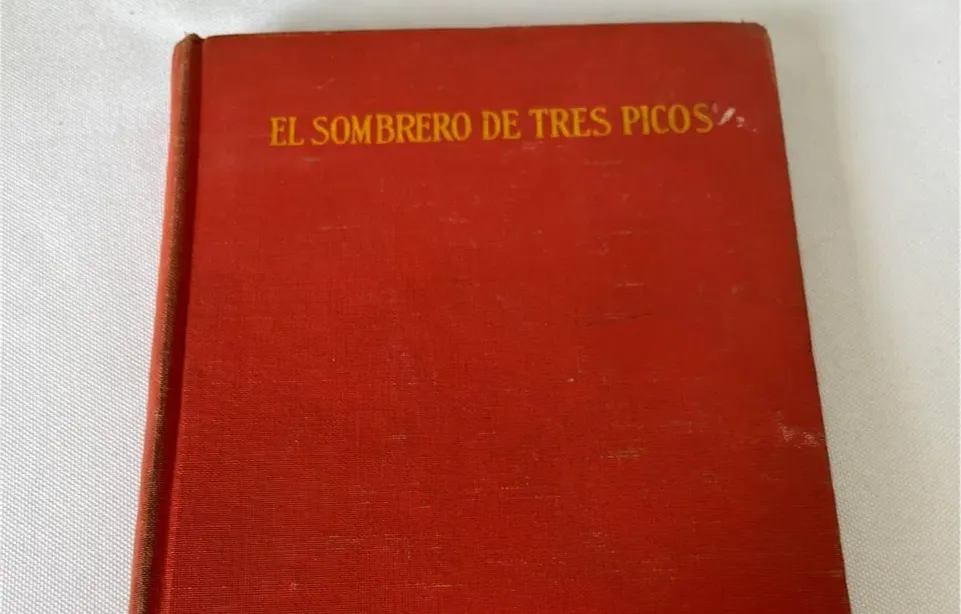 EL SOMBRERO DE TRES PICOS